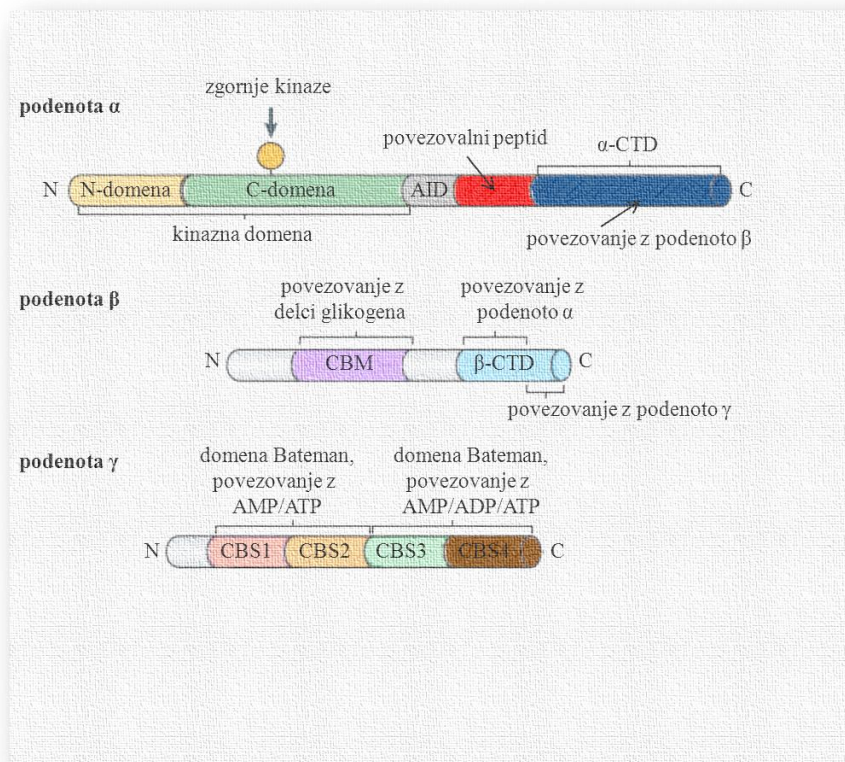 zgornje kinaze
podenota α
povezovalni peptid
α-CTD
N
N-domena
C-domena
AID
C
kinazna domena
povezovanje z podenoto β
podenota β
povezovanje z
delci glikogena
povezovanje z
podenoto α
N
CBM
β-CTD
C
povezovanje z podenoto γ
podenota γ
domena Bateman,
povezovanje z
AMP/ATP
domena Bateman,
povezovanje z
AMP/ADP/ATP
N
CBS1
CBS2
CBS3
CBS4
C